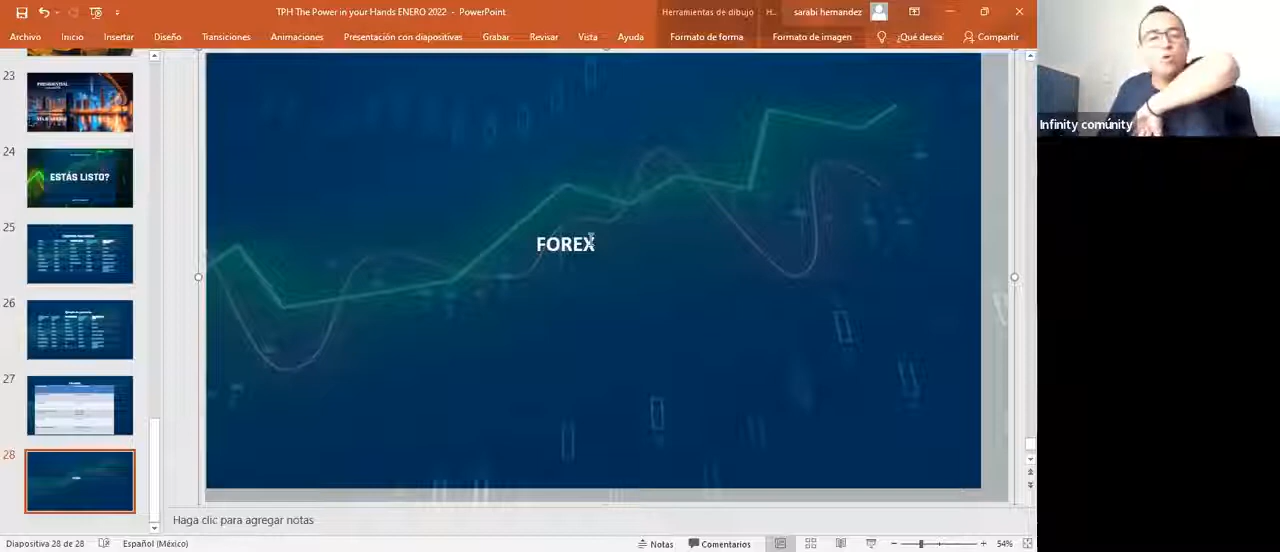 TPH The Power in your Hands ENERO 2022 - PowerPoint
Herramientas de dibujo
H...
sarabi hernandez
Archivo Inicio Insertar Diseño Transiciones Animaciones Presentación con diapositivas Grabar Revisar Vista Ayuda Formato de forma Formato de imagen ¿Qué desea Compartir
23
PRESIDENTIAL
24
ESTÁS LISTO?
25
26
27
28
FOREX
Infinity comúnity
Haga clic para agregar notas
Diapositiva 28 de 28 Español (México) Notas Comentarios 54%